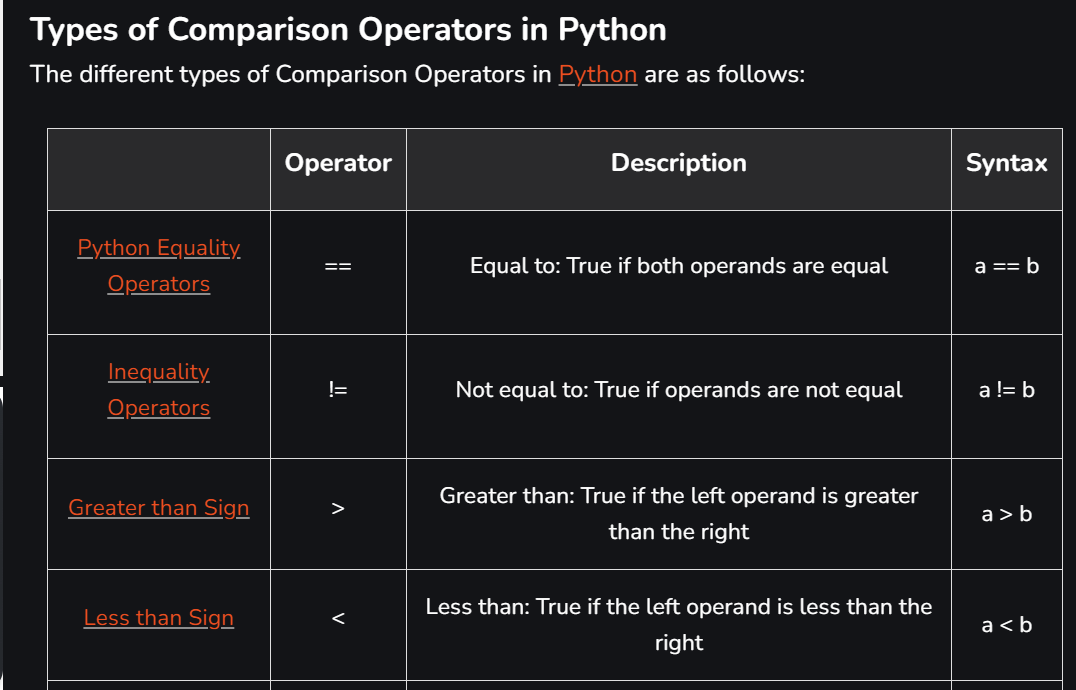 Types of Comparison Operators in Python
The different types of Comparison Operators in Python are as follows:
Operator Description Syntax
Python Equality
Operators
==
Equal to: True if both operands are equal
a == b
Inequality
Operators
!=
Not equal to: True if operands are not equal
a != b
Greater than Sign
>
Greater than: True if the left operand is greater
than the right
a > b
Less than Sign
<
Less than: True if the left operand is less than the
right
a < b